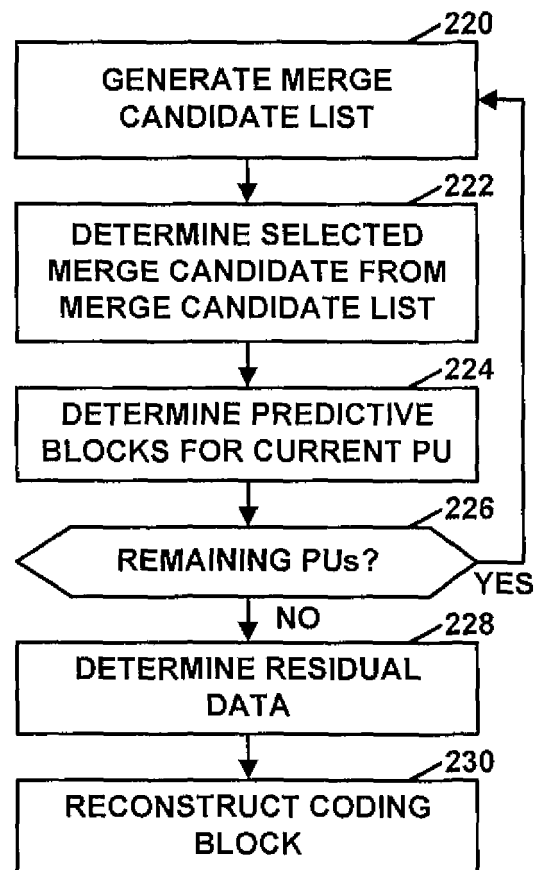 220
GENERATE MERGE
CANDIDATE LIST
222
DETERMINE SELECTED
MERGE CANDIDATE FROM
MERGE CANDIDATE LIST
224
DETERMINE PREDICTIVE
BLOCKS FOR CURRENT PU
226
REMAINING PUs?
YES
NO
228
DETERMINE RESIDUAL
DATA
230
RECONSTRUCT CODING
BLOCK